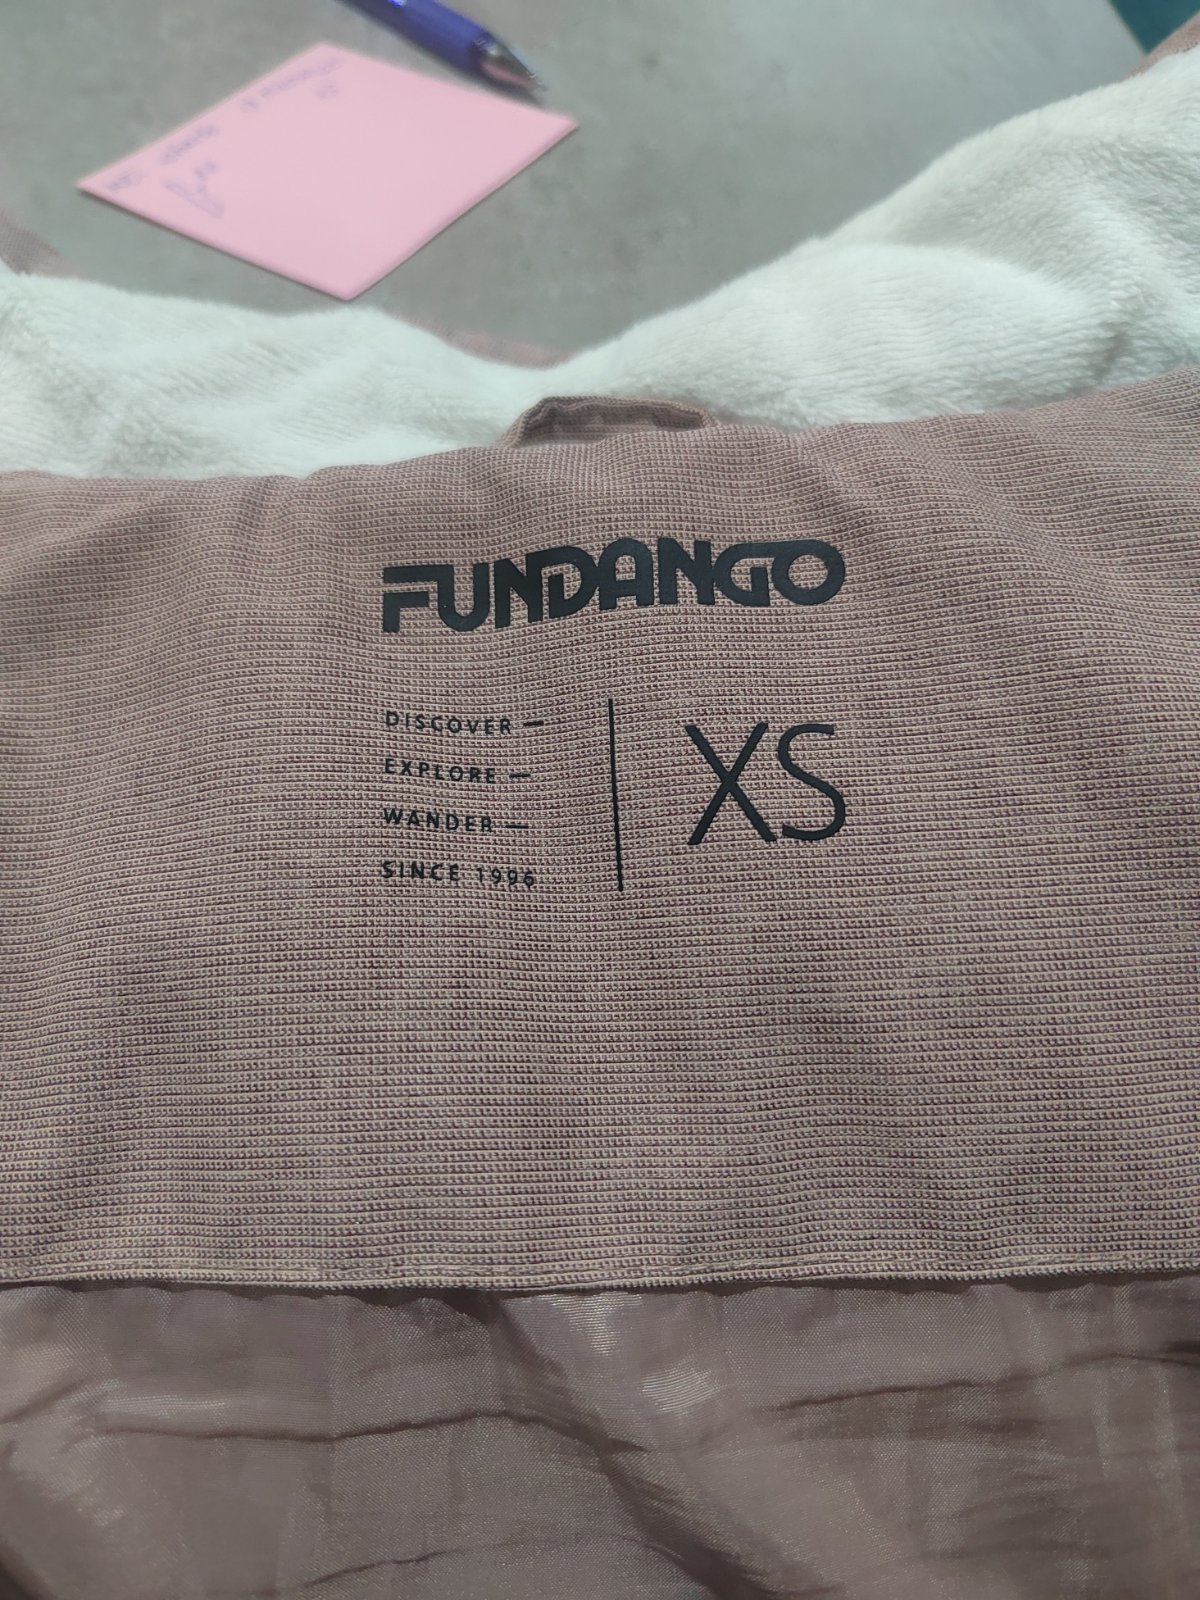 FUNDANGO
DISCOVER —
EXPLORE —
WANDER —
SINCE 1996
XS